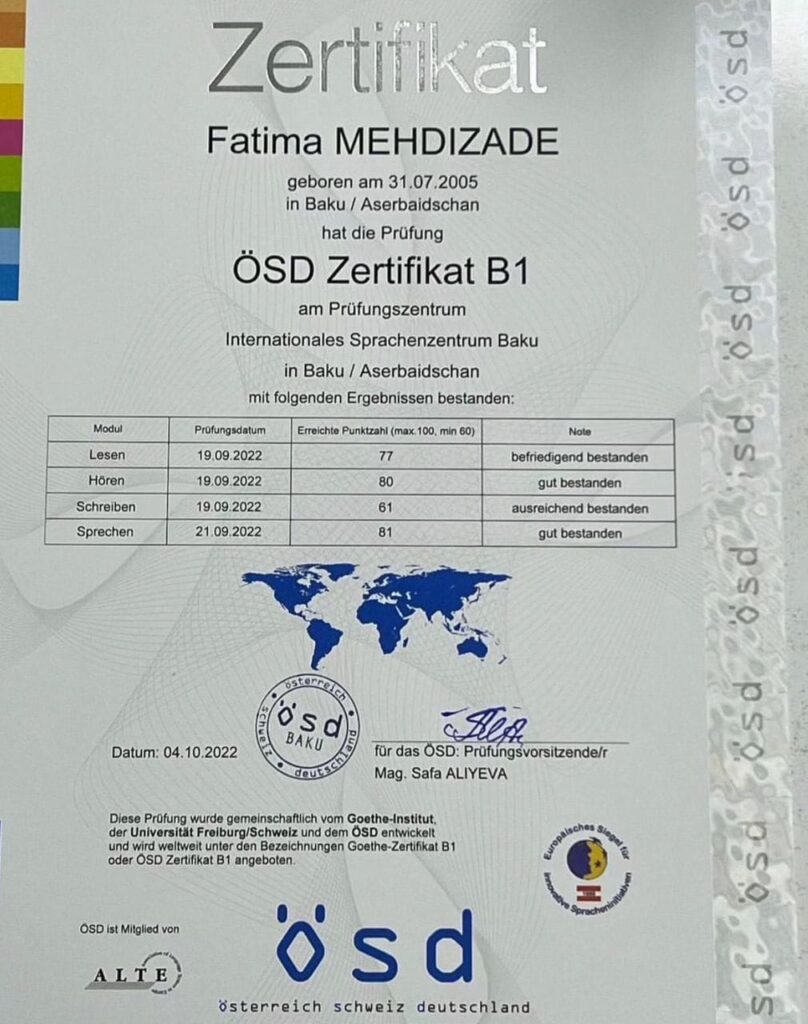 Zertifikat
Fatima MEHDIZADE
geboren am 31.07.2005
in Baku / Aserbaidschan
hat die Prüfung
ÖSD Zertifikat B1
am Prüfungszentrum
Internationales Sprachenzentrum Baku
in Baku / Aserbaidschan
mit folgenden Ergebnissen bestanden:
Modul Prüfungsdatum Erreichte Punktzahl (max.100, min 60) Note
Lesen 19.09.2022 77 befriedigend bestanden
Hören 19.09.2022 80 gut bestanden
Schreiben 19.09.2022 61 ausreichend bestanden
Sprechen 21.09.2022 81 gut bestanden
österreich
schweiz
deutschland
ösd
BAKU
Datum: 04.10.2022
für das ÖSD: Prüfungsvorsitzende/r
Mag. Safa ALIYEVA
Diese Prüfung wurde gemeinschaftlich vom Goethe-Institut,
der Universität Freiburg/Schweiz und dem ÖSD entwickelt
und wird weltweit unter den Bezeichnungen Goethe-Zertifikat B1
oder ÖSD Zertifikat B1 angeboten.
Europäisches Siegel für
innovative Spracheninitiativen
ÖSD ist Mitglied von
ALTE
ösd
österreich schweiz deutschland
ösd
ösd
ösd
ösd
ösd
ösd
ösd
ösd